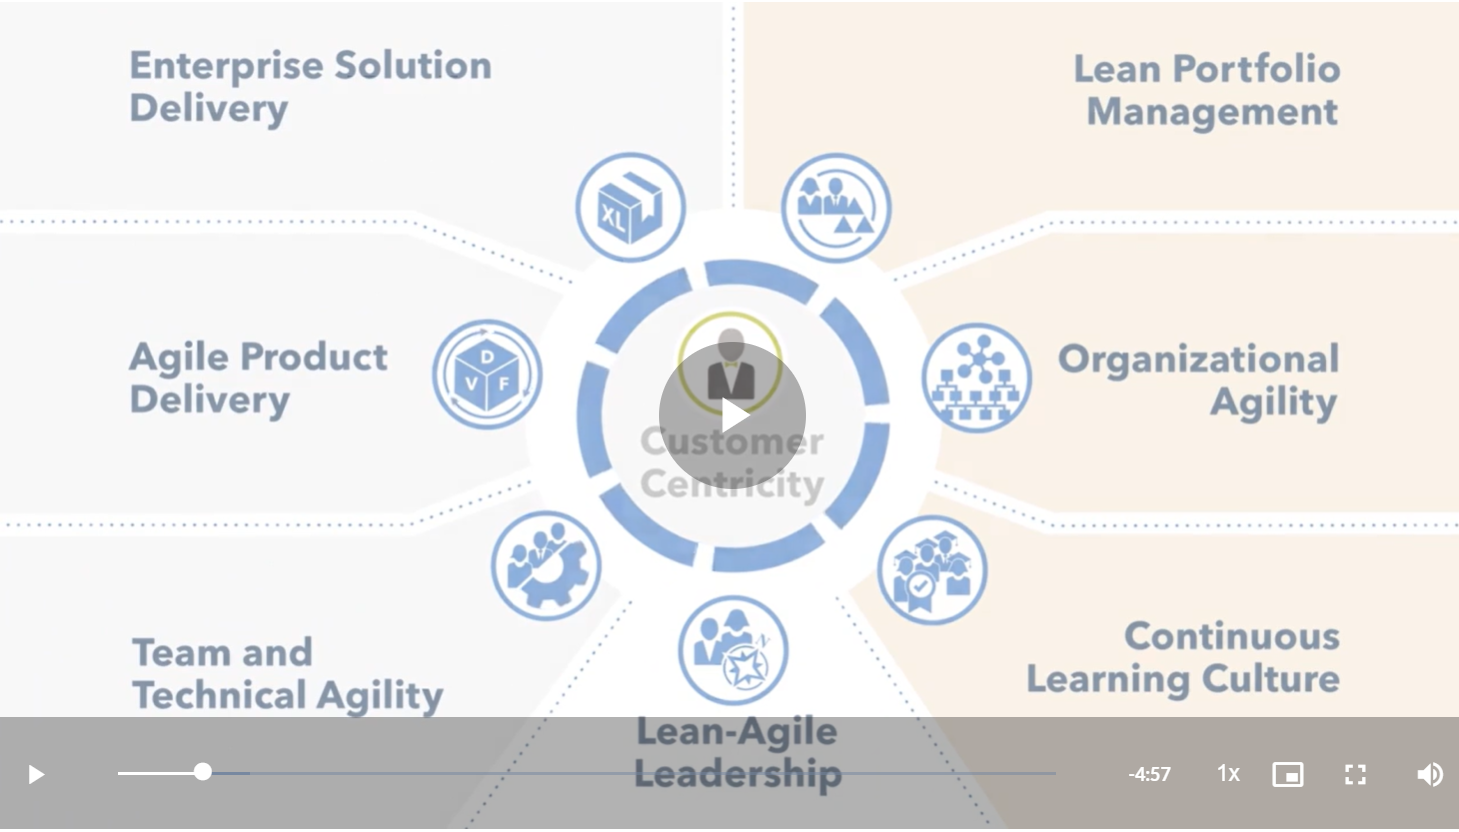 Enterprise Solution
Delivery
Lean Portfolio
Management
XL
Agile Product
Delivery
D
V F
Customer
Centricity
Organizational
Agility
Team and
Technical Agility
N
Lean-Agile
Leadership
Continuous
Learning Culture
-4:57
1x